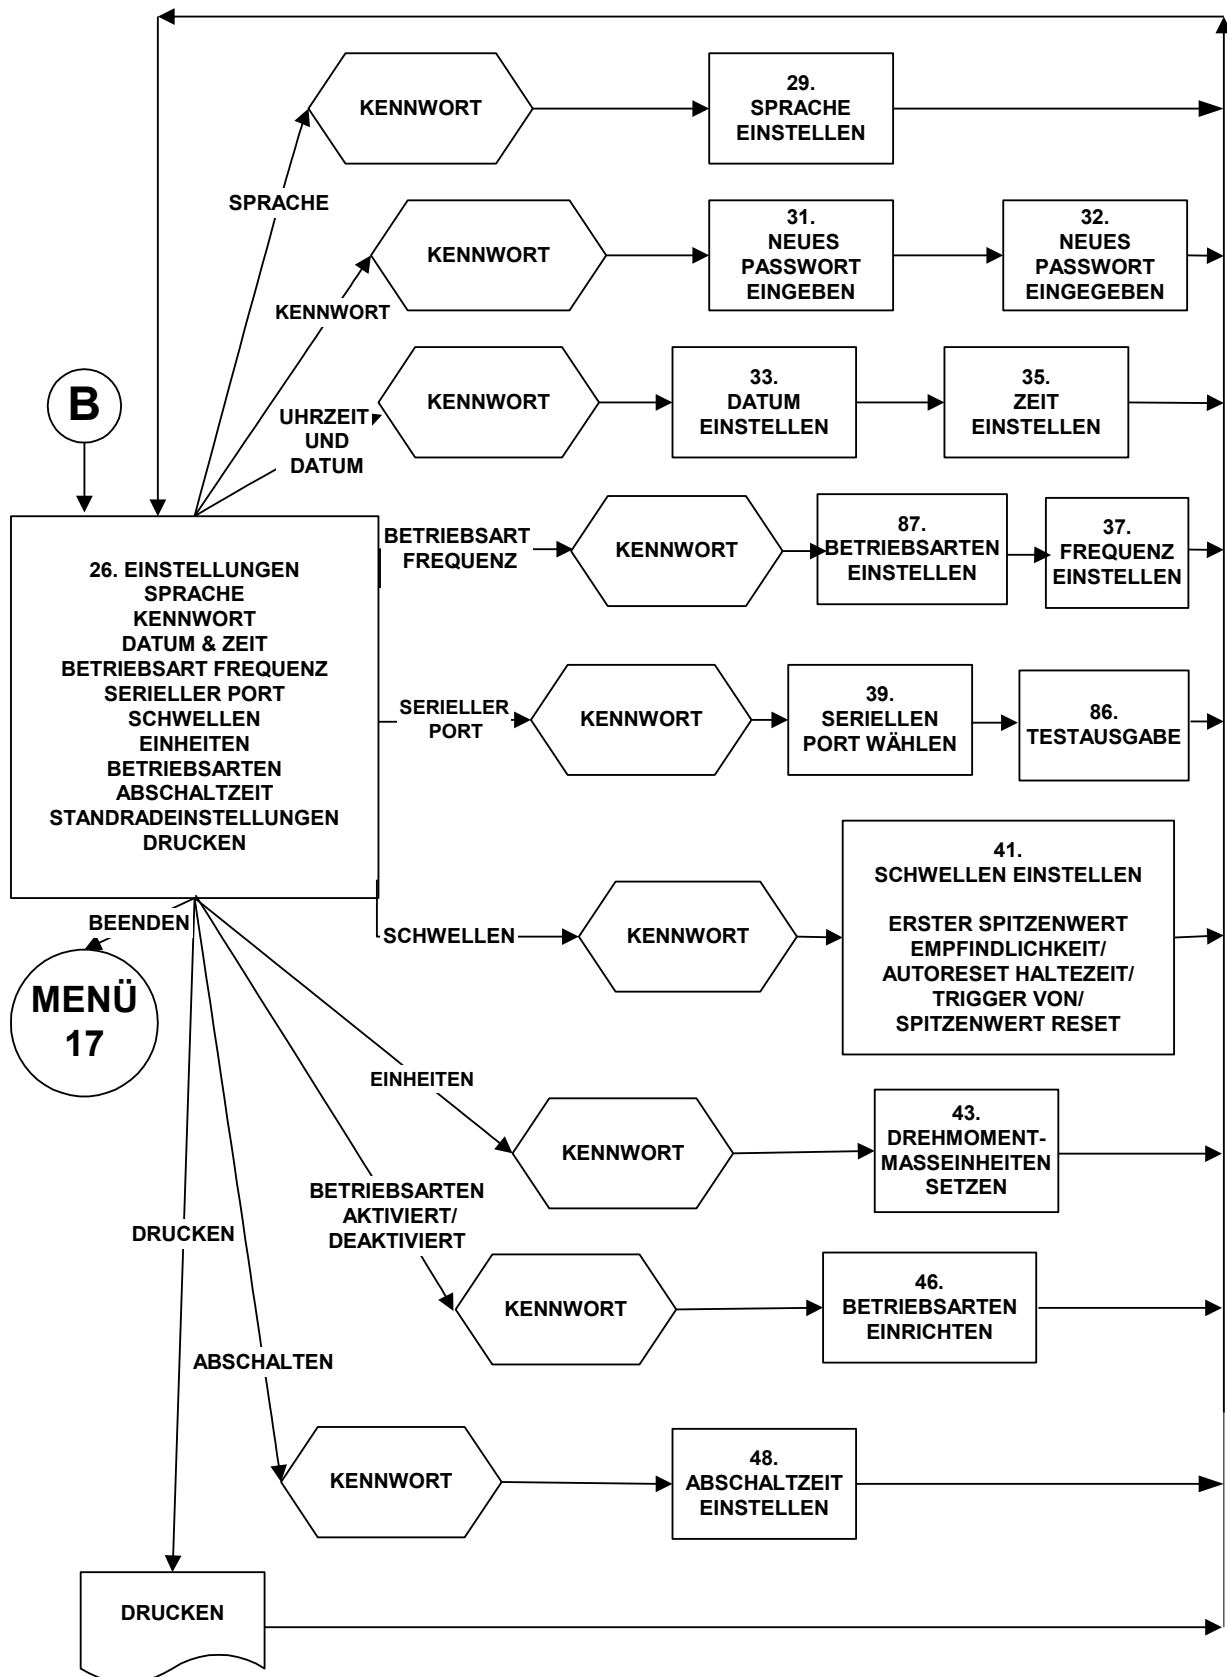 KENNWORT
29.
SPRACHE
EINSTELLEN
SPRACHE
KENNWORT
31.
NEUES
PASSWORT
EINGEBEN
32.
NEUES
PASSWORT
EINGEGEBEN
KENNWORT
B
UHRZEIT
UND
DATUM
KENNWORT
33.
DATUM
EINSTELLEN
35.
ZEIT
EINSTELLEN
BETRIEBSART
FREQUENZ
KENNWORT
87.
BETRIEBSARTEN
EINSTELLEN
37.
FREQUENZ
EINSTELLEN
26. EINSTELLUNGEN
SPRACHE
KENNWORT
DATUM & ZEIT
BETRIEBSART FREQUENZ
SERIELLER PORT
SCHWELLEN
EINHEITEN
BETRIEBSARTEN
ABSCHALTZEIT
STANDRADEINSTELLUNGEN
DRUCKEN
SERIELLER
PORT
KENNWORT
39.
SERIELLEN
PORT WÄHLEN
86.
TESTAUSGABE
BEENDEN
MENÜ
17
SCHWELLEN
KENNWORT
41.
SCHWELLEN EINSTELLEN
ERSTER SPITZENWERT
EMPFINDLICHKEIT/
AUTORESET HALTEZEIT/
TRIGGER VON/
SPITZENWERT RESET
EINHEITEN
KENNWORT
43.
DREHMOMENT-
MASSEINHEITEN
SETZEN
BETRIEBSARTEN
AKTIVIERT/
DEAKTIVIERT
KENNWORT
46.
BETRIEBSARTEN
EINRICHTEN
DRUCKEN
ABSCHALTEN
KENNWORT
48.
ABSCHALTZEIT
EINSTELLEN
DRUCKEN